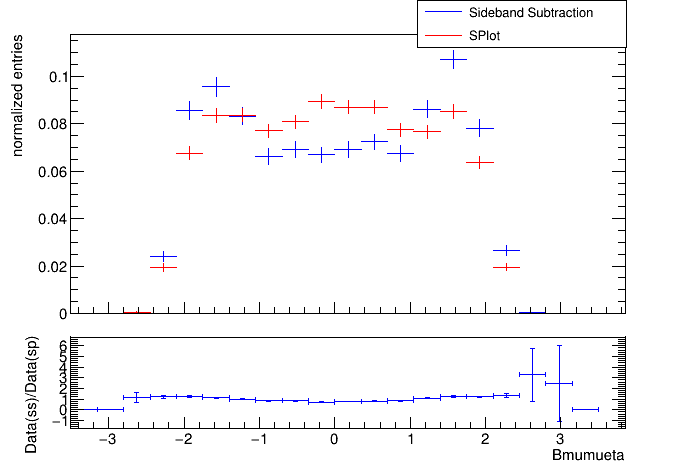 Sideband Subtraction
SPlot
normalized entries
0.1
0.08
0.06
0.04
0.02
0
Data(ss)/Data(sp)
6
5
4
3
2
1
0
−1
−3 −2 −1 0 1 2 3
Bmumueta